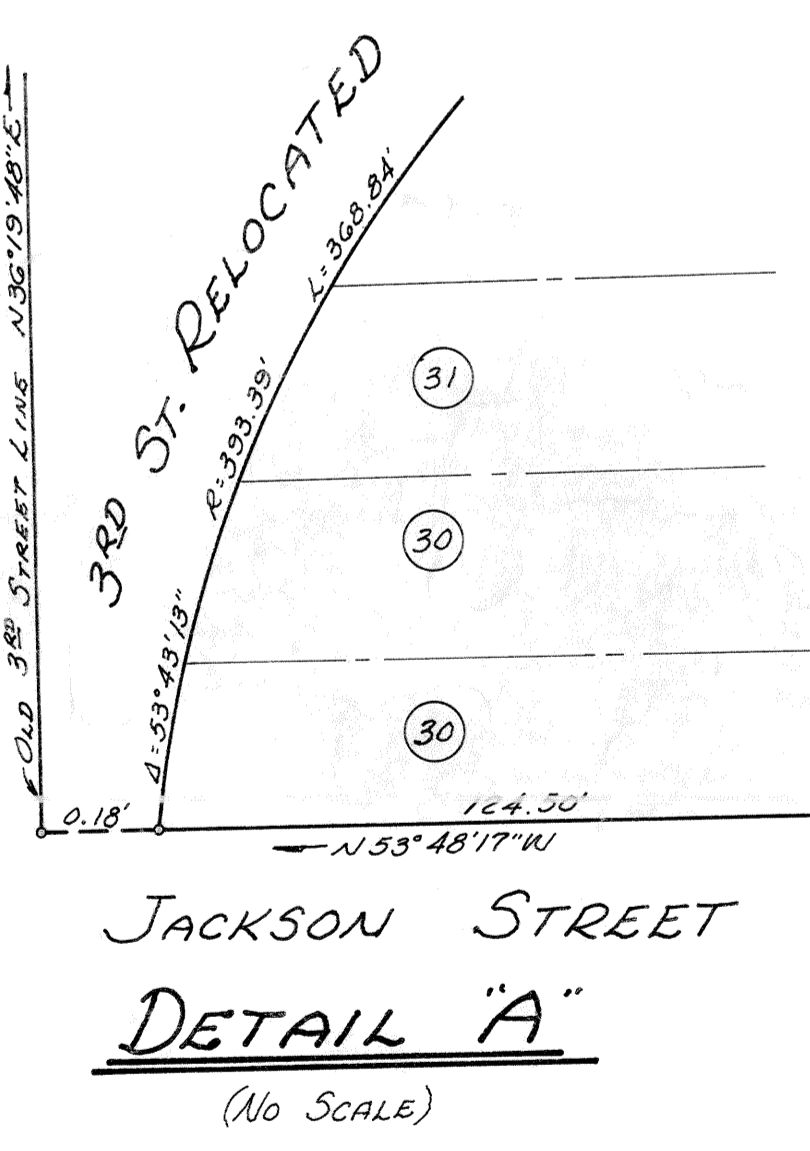 OLD 3RD STREET LINE N36°19'48"E
3RD ST. RELOCATED
L=368.84'
R=393.39'
Δ=53°43'13"
31
30
30
0.18'
124.50'
N53°48'17"W
JACKSON STREET
DETAIL "A"
(NO SCALE)